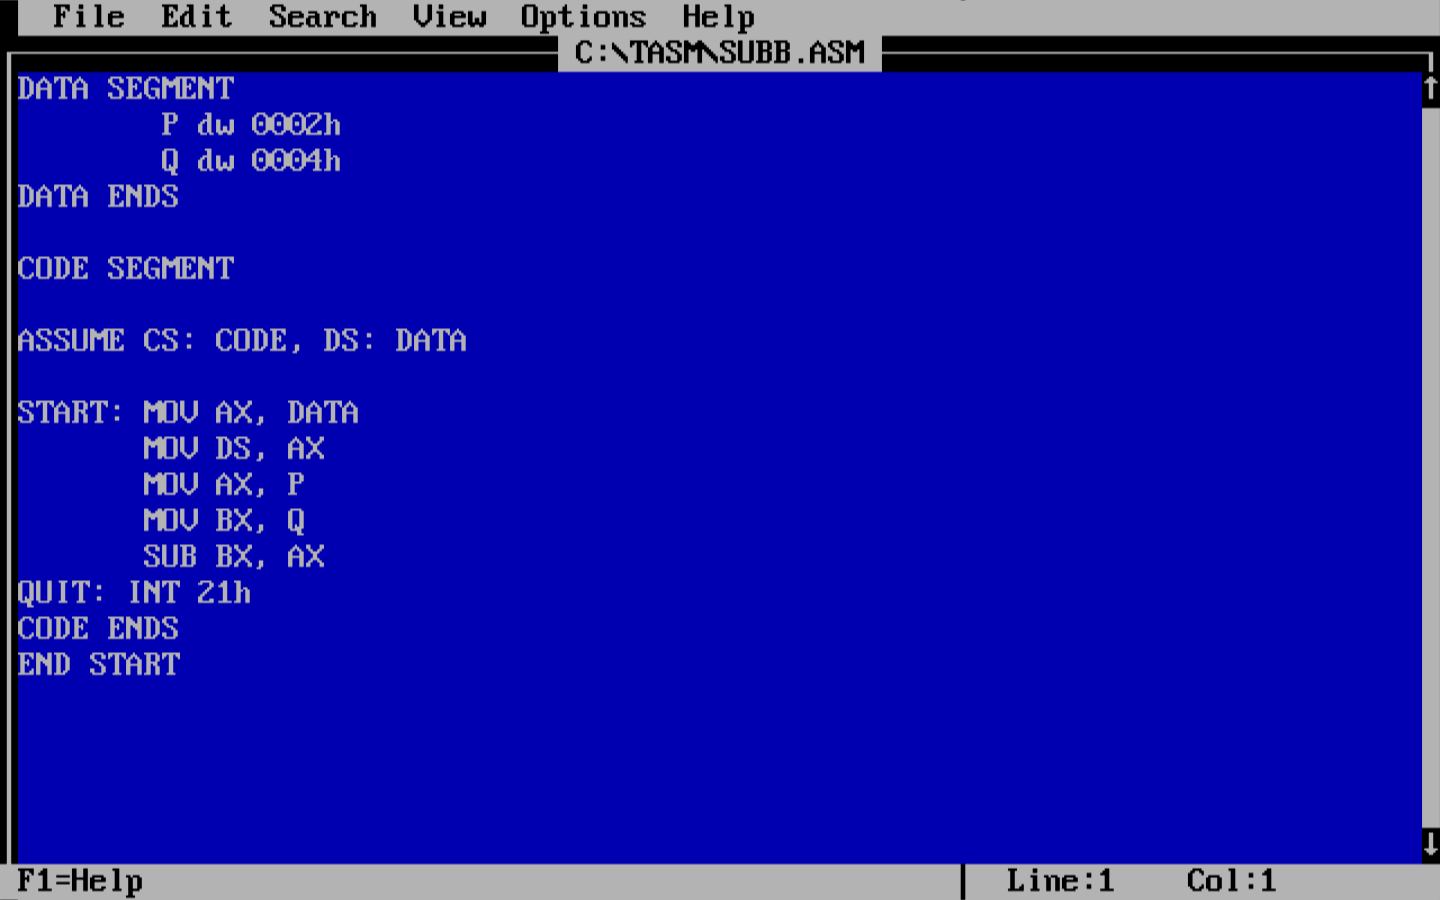 File Edit Search View Options Help
C:\TASM\SUBB.ASM
DATA SEGMENT
P dw 0002h
Q dw 0004h
DATA ENDS
CODE SEGMENT
ASSUME CS: CODE, DS: DATA
START: MOV AX, DATA
MOV DS, AX
MOV AX, P
MOV BX, Q
SUB BX, AX
QUIT: INT 21h
CODE ENDS
END START
F1=Help Line:1 Col:1